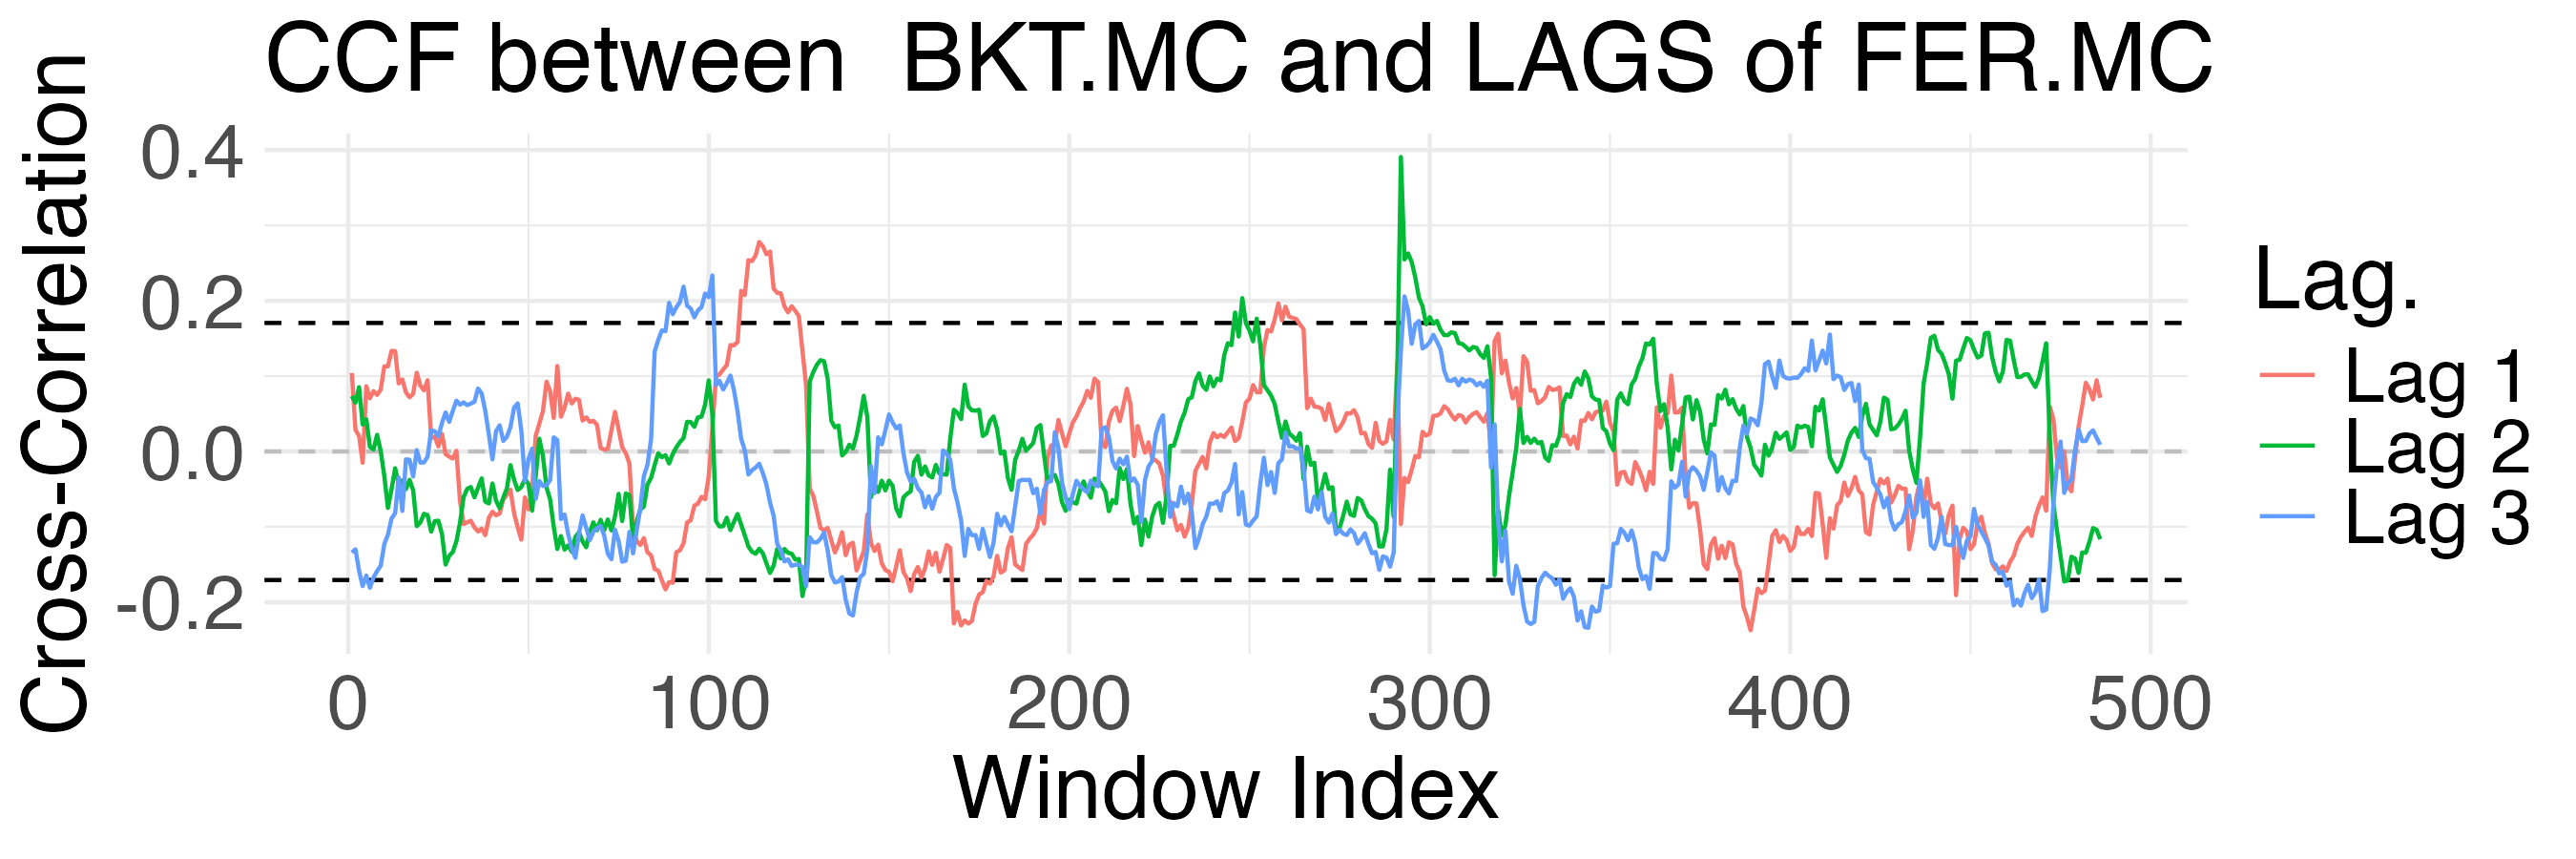 CCF between  BKT.MC and LAGS of FER.MC
Cross-Correlation
0.4
0.2
0.0
-0.2
0 100 200 300 400 500
Window Index
Lag.
Lag 1
Lag 2
Lag 3